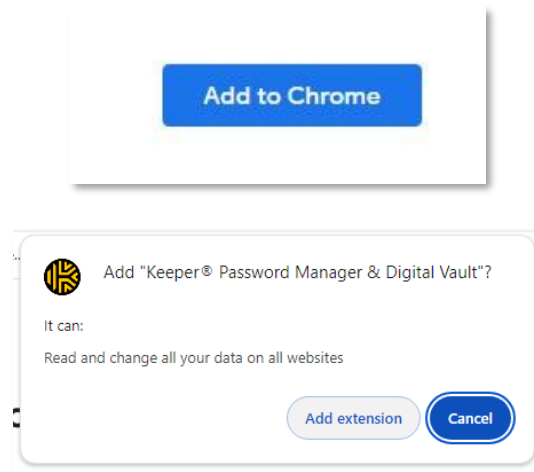 Add to Chrome
Add "Keeper® Password Manager & Digital Vault"?
It can:
Read and change all your data on all websites
Add extension
Cancel